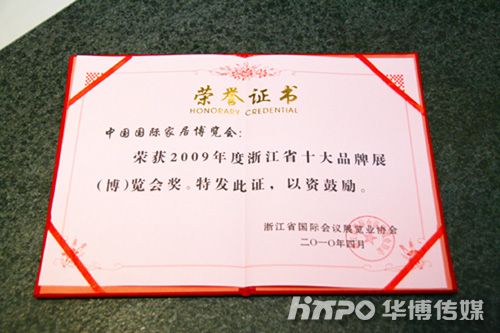 荣誉证书
HONORARY CREDENTIAL
中国国际家居博览会：
荣获2009年度浙江省十大品牌展
(博)览会奖。特发此证，以资鼓励。
浙江省国际会议展览业协会
二〇一〇年四月
HXPO 华博传媒